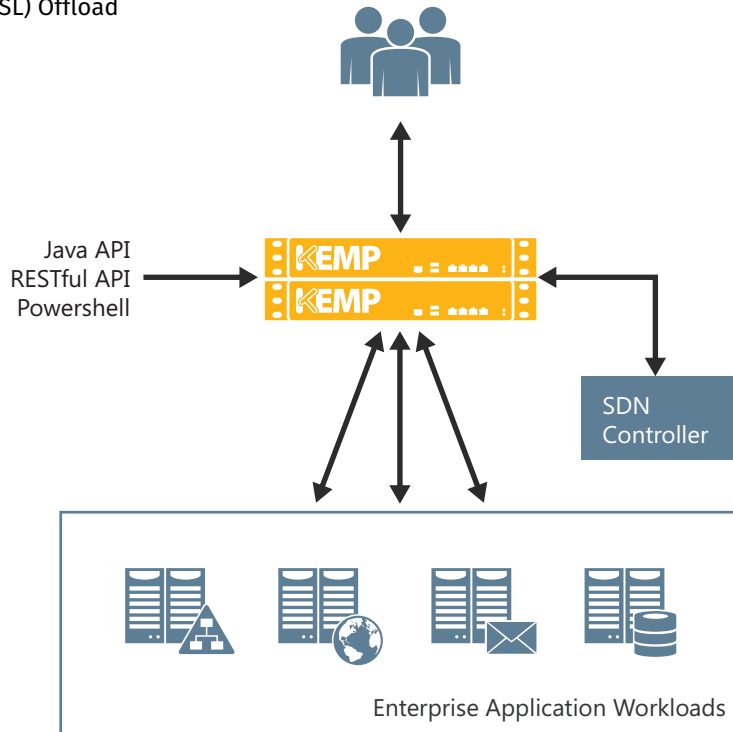 SL) Offload
Java API
RESTful API
Powershell
KEMP
KEMP
SDN
Controller
Enterprise Application Workloads